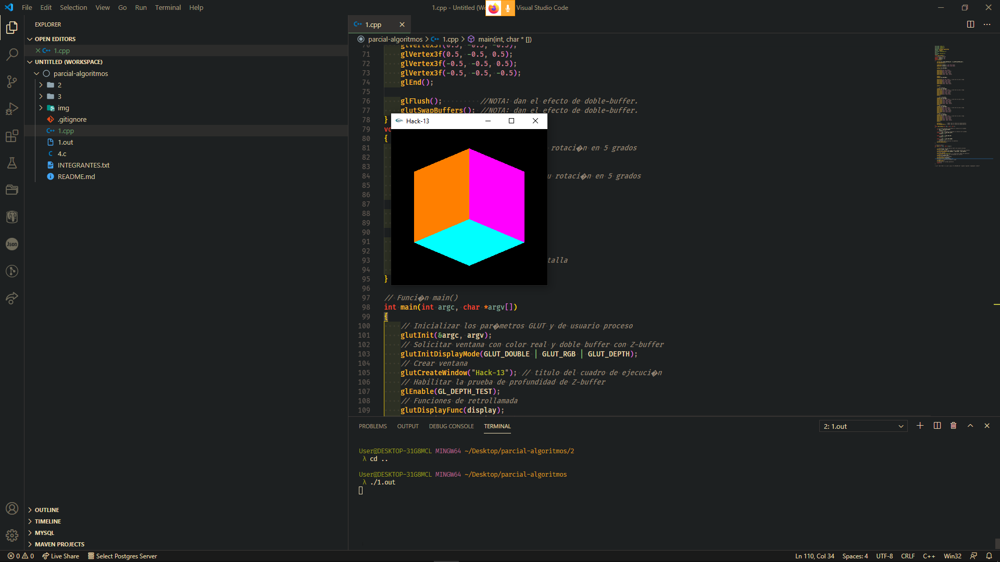 File Edit Selection View Go Run Terminal Help
1.cpp - Untitled (Wo Visual Studio Code
EXPLORER
OPEN EDITORS
1.cpp
UNTITLED (WORKSPACE)
parcial-algoritmos
2
3
img
.gitignore
1.cpp
1.out
4.c
INTEGRANTES.txt
README.md
OUTLINE
TIMELINE
MYSQL
MAVEN PROJECTS
1.cpp
parcial-algoritmos > 1.cpp > main(int, char * [])
70 glVertex3f(0.5, -0.5, -0.5);
71 glVertex3f(0.5, -0.5, 0.5);
72 glVertex3f(-0.5, -0.5, 0.5);
73 glVertex3f(-0.5, -0.5, -0.5);
74 glEnd();
75
76 glFlush(); //NOTA: dan el efecto de doble-buffer.
77 glutSwapBuffers(); //NOTA: dan el efecto de doble-buffer.
78 }
79 vo
80 {
81 rotaci�n en 5 grados
82
83
84 u rotaci�n en 5 grados
85
86
87
88
89
90
91
92
93 talla
94
95 }
96
97 // Funci�n main()
98 int main(int argc, char *argv[])
99 {
100 // Inicializar los par�metros GLUT y de usuario proceso
101 glutInit(&argc, argv);
102 // Solicitar ventana con color real y doble buffer con Z-buffer
103 glutInitDisplayMode(GLUT_DOUBLE | GLUT_RGB | GLUT_DEPTH);
104 // Crear ventana
105 glutCreateWindow("Hack-13"); // titulo del cuadro de ejecuci�n
106 // Habilitar la prueba de profundidad de Z-buffer
107 glEnable(GL_DEPTH_TEST);
108 // Funciones de retrollamada
109 glutDisplayFunc(display);
Hack-13
PROBLEMS OUTPUT DEBUG CONSOLE TERMINAL
2: 1.out
User@DESKTOP-31G8MCL MINGW64 ~/Desktop/parcial-algoritmos/2
λ cd ..
User@DESKTOP-31G8MCL MINGW64 ~/Desktop/parcial-algoritmos
λ ./1.out
Json
0 0 Live Share Select Postgres Server
Ln 110, Col 34 Spaces: 4 UTF-8 CRLF C++ Win32